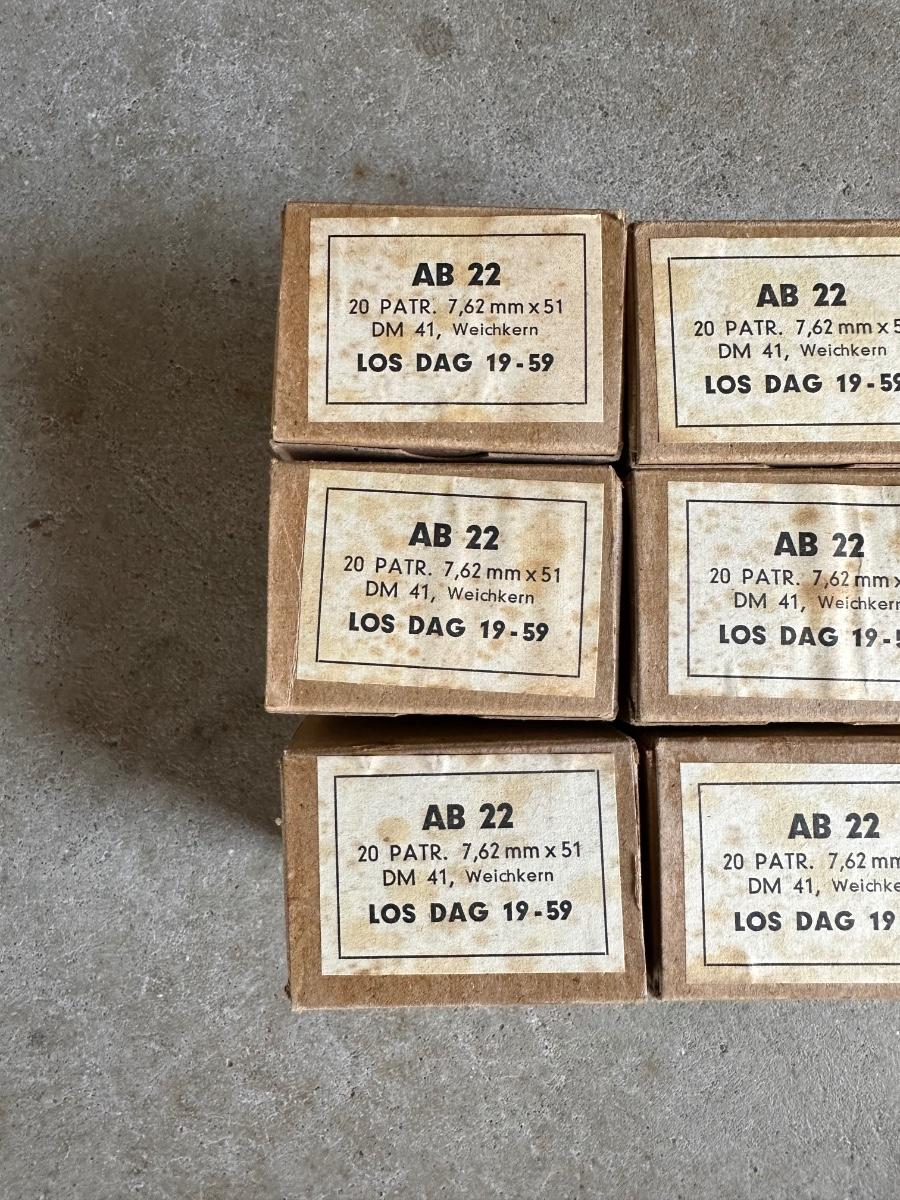 AB 22
20 PATR. 7,62 mm x 51
DM 41, Weichkern
LOS DAG 19-59
AB 22
20 PATR. 7,62 mm x 5
DM 41, Weichkern
LOS DAG 19-59
AB 22
20 PATR. 7,62 mm x 51
DM 41, Weichkern
LOS DAG 19-59
AB 22
20 PATR. 7,62 mm x
DM 41, Weichkern
LOS DAG 19-5
AB 22
20 PATR. 7,62 mm x 51
DM 41, Weichkern
LOS DAG 19-59
AB 22
20 PATR. 7,62 mm
DM 41, Weichke
LOS DAG 19